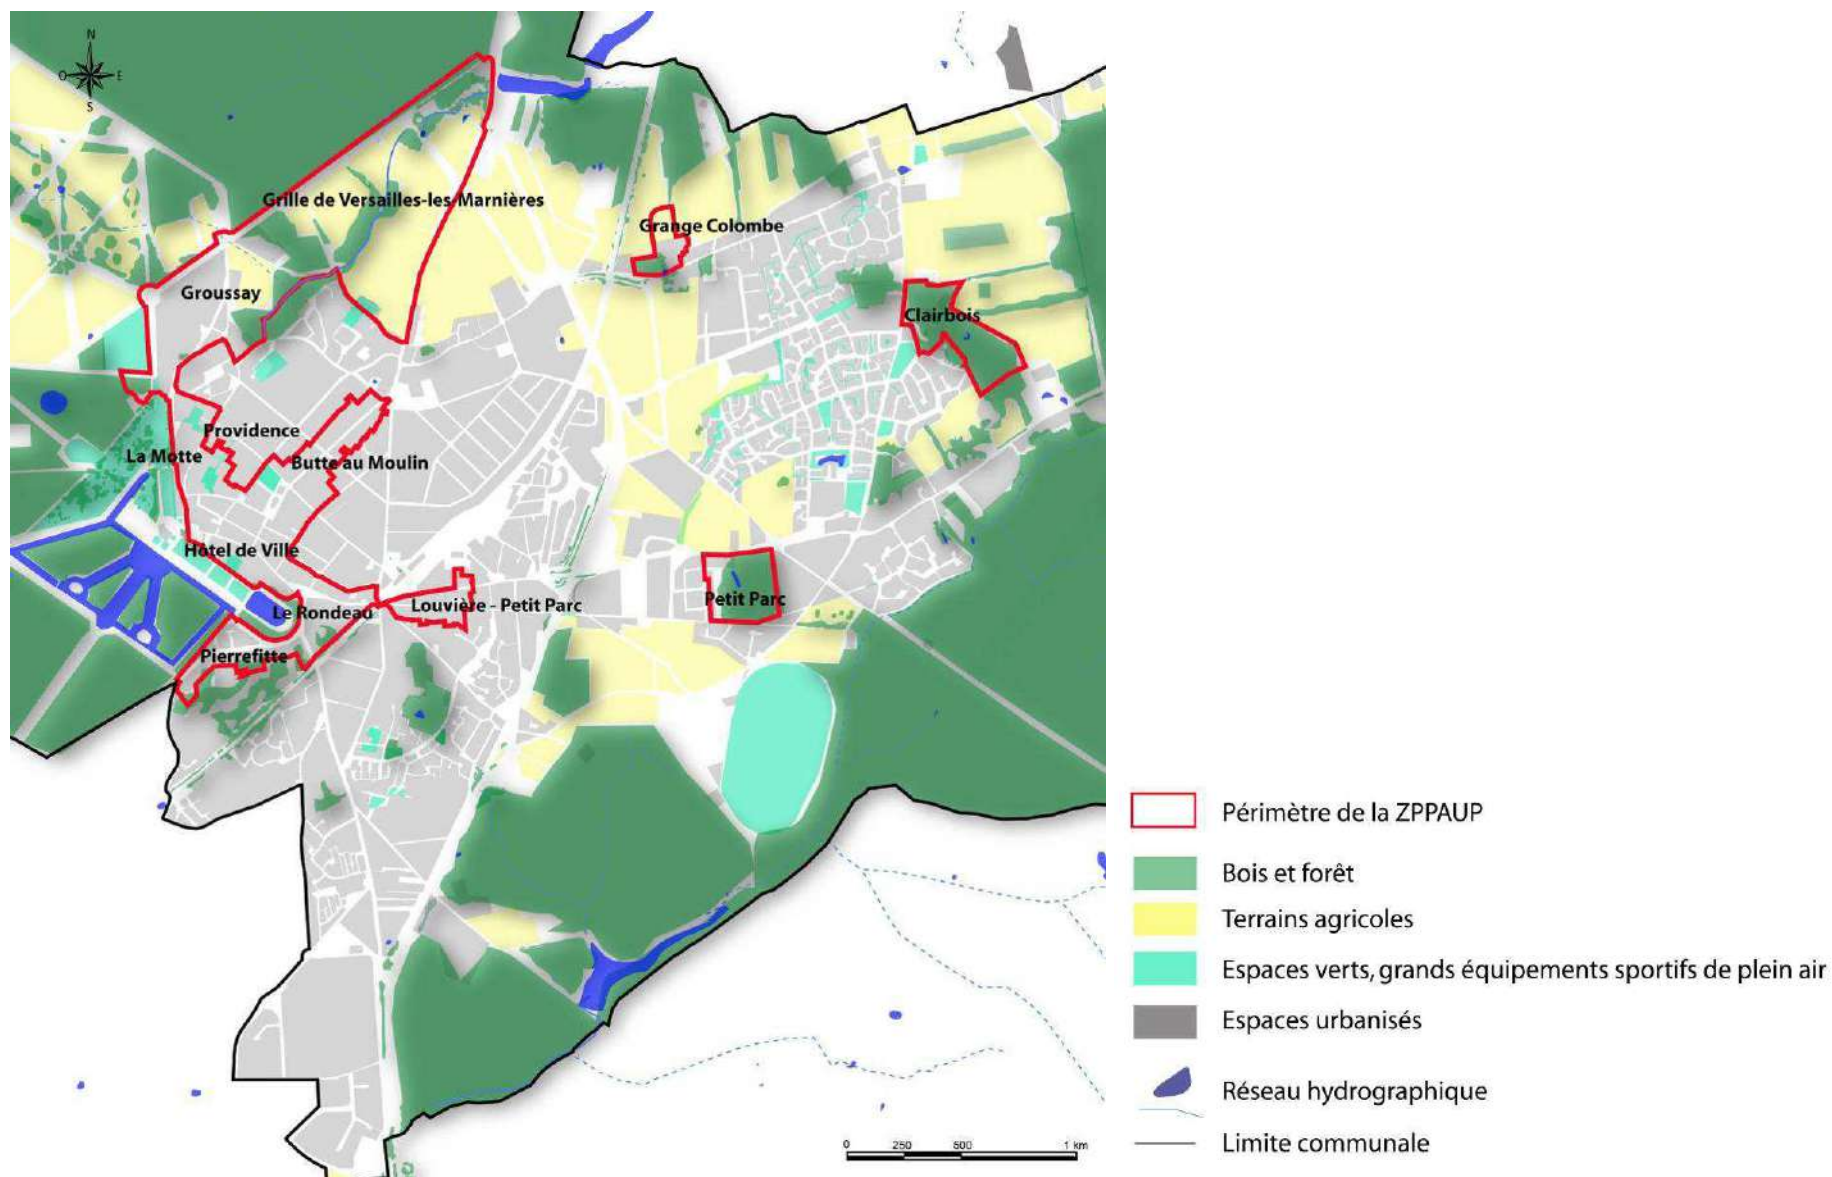 N
O E
S
Grille de Versailles-les Marnières
Grange Colombe
Groussay
Clairbois
Providence
La Motte
Butte au Moulin
Hôtel de Ville
Petit Parc
Le Rondeau
Louvière - Petit Parc
Pierrefitte
Périmètre de la ZPPAUP
Bois et forêt
Terrains agricoles
Espaces verts, grands équipements sportifs de plein air
Espaces urbanisés
Réseau hydrographique
Limite communale
0 250 500 1 km